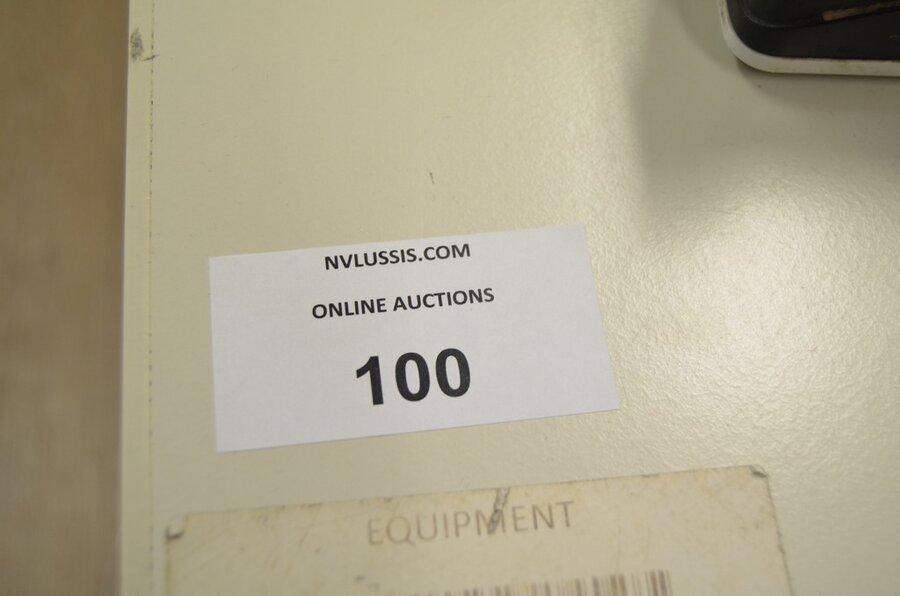 NVLUSSIS.COM
ONLINE AUCTIONS
100
EQUIPMENT